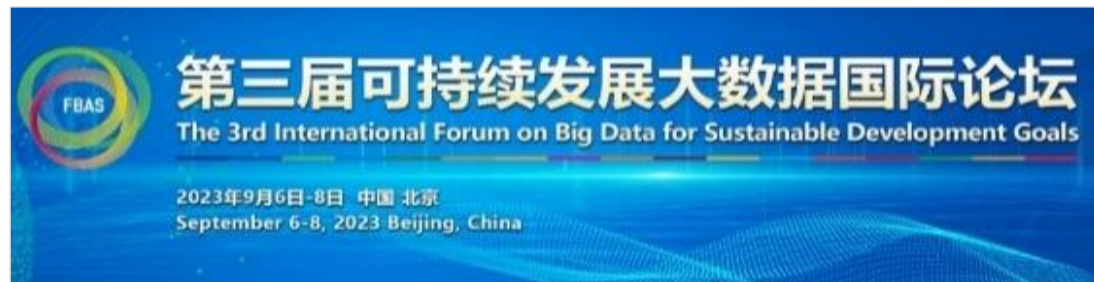 FBAS
第三届可持续发展大数据国际论坛
The 3rd International Forum on Big Data for Sustainable Development Goals
2023年9月6日-8日 中国 北京
September 6-8, 2023 Beijing, China